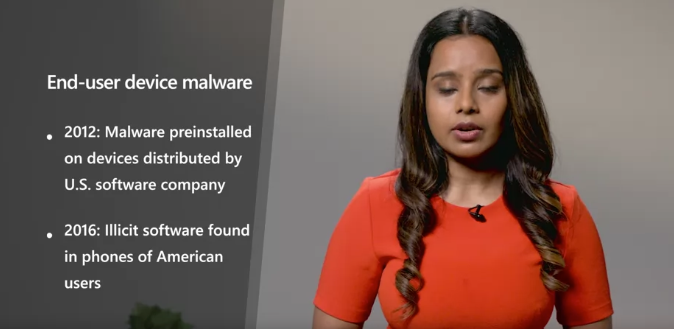 End-user device malware
2012: Malware preinstalled
on devices distributed by
U.S. software company
2016: Illicit software found
in phones of American
users